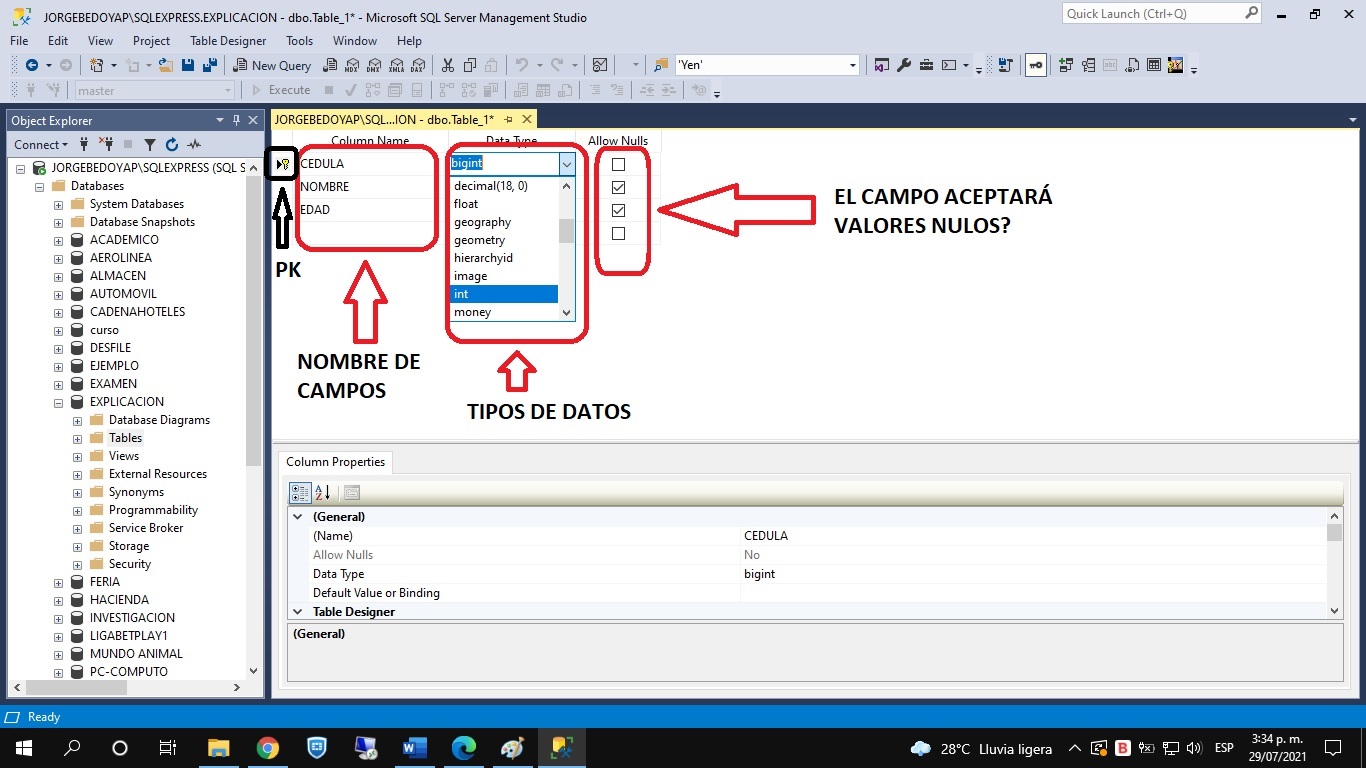 JORGEBEDOYAP\SQLEXPRESS.EXPLICACION - dbo.Table_1* - Microsoft SQL Server Management Studio
Quick Launch (Ctrl+Q)
File Edit View Project Table Designer Tools Window Help
New Query
MDX DMX XMLA DAX
'Yen'
master
Execute
Object Explorer
Connect
JORGEBEDOYAP\SQLEXPRESS (SQL S
Databases
System Databases
Database Snapshots
ACADEMICO
AEROLINEA
ALMACEN
AUTOMOVIL
CADENAHOTELES
curso
DESFILE
EJEMPLO
EXAMEN
EXPLICACION
Database Diagrams
Tables
Views
External Resources
Synonyms
Programmability
Service Broker
Storage
Security
FERIA
HACIENDA
INVESTIGACION
LIGABETPLAY1
MUNDO ANIMAL
PC-COMPUTO
JORGEBEDOYAP\SQL...ION - dbo.Table_1*
Column Name Data Type Allow Nulls
CEDULA bigint
NOMBRE
EDAD
decimal(18, 0)
float
geography
geometry
hierarchyid
image
int
money
PK
NOMBRE DE
CAMPOS
TIPOS DE DATOS
EL CAMPO ACEPTARÁ
VALORES NULOS?
Column Properties
(General)
(Name) CEDULA
Allow Nulls No
Data Type bigint
Default Value or Binding
Table Designer
(General)
Ready
28°C Lluvia ligera
ESP
3:34 p. m.
29/07/2021